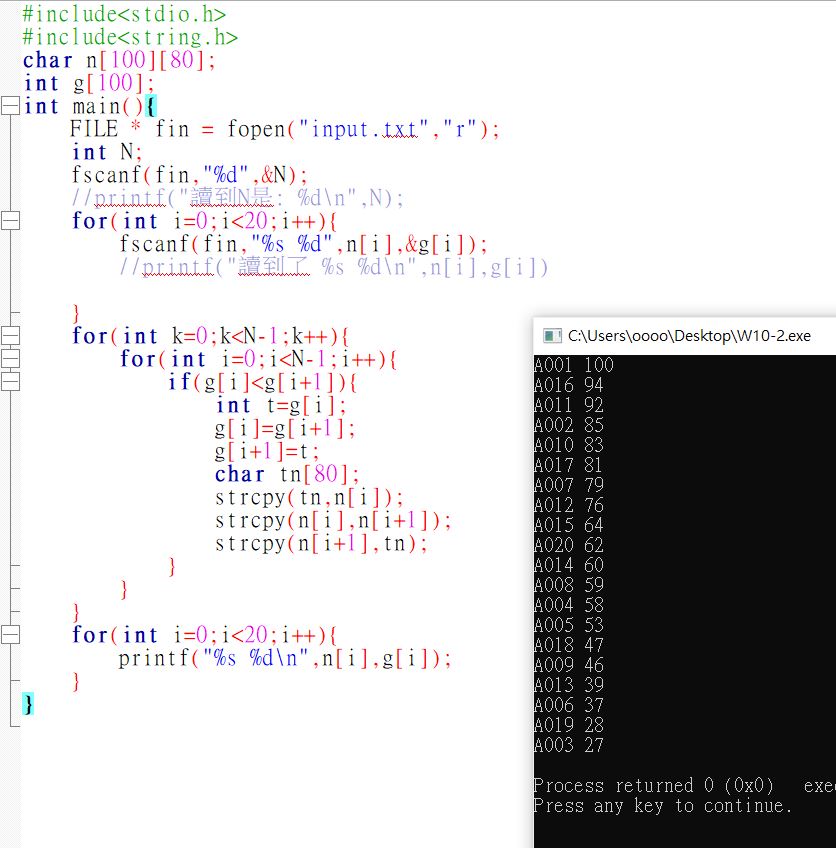 #include<stdio.h>
#include<string.h>
char n[100][80];
int g[100];
int main(){
    FILE * fin = fopen("input.txt","r");
    int N;
    fscanf(fin,"%d",&N);
    //printf("讀到N是: %d\n",N);
    for(int i=0;i<20;i++){
        fscanf(fin,"%s %d",n[i],&g[i]);
        //printf("讀到了 %s %d\n",n[i],g[i])
    }
    for(int k=0;k<N-1;k++){
        for(int i=0;i<N-1;i++){
            if(g[i]<g[i+1]){
                int t=g[i];
                g[i]=g[i+1];
                g[i+1]=t;
                char tn[80];
                strcpy(tn,n[i]);
                strcpy(n[i],n[i+1]);
                strcpy(n[i+1],tn);
            }
        }
    }
    for(int i=0;i<20;i++){
        printf("%s %d\n",n[i],g[i]);
    }
}
C:\Users\oooo\Desktop\W10-2.exe
A001 100
A016 94
A011 92
A002 85
A010 83
A017 81
A007 79
A012 76
A015 64
A020 62
A014 60
A008 59
A004 58
A005 53
A018 47
A009 46
A013 39
A006 37
A019 28
A003 27
Process returned 0 (0x0)   exe
Press any key to continue.